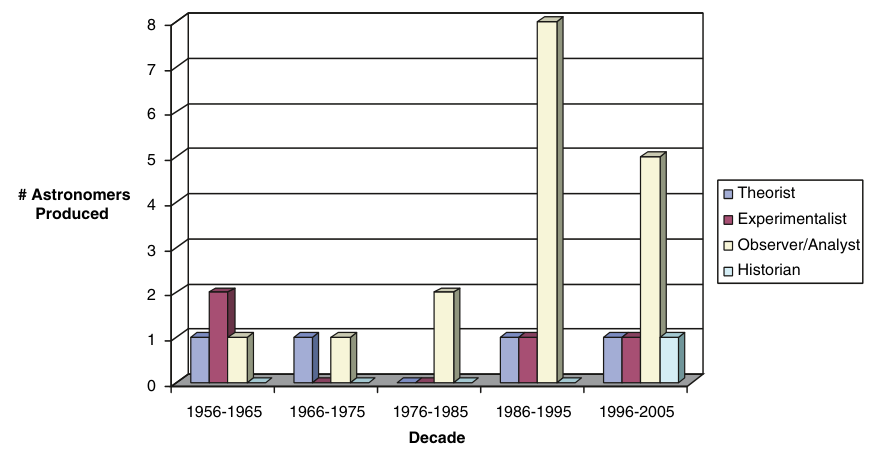 8
7
6
5
4
3
2
1
0
# Astronomers
Produced
1956-1965 1966-1975 1976-1985 1986-1995 1996-2005
Decade
Theorist
Experimentalist
Observer/Analyst
Historian